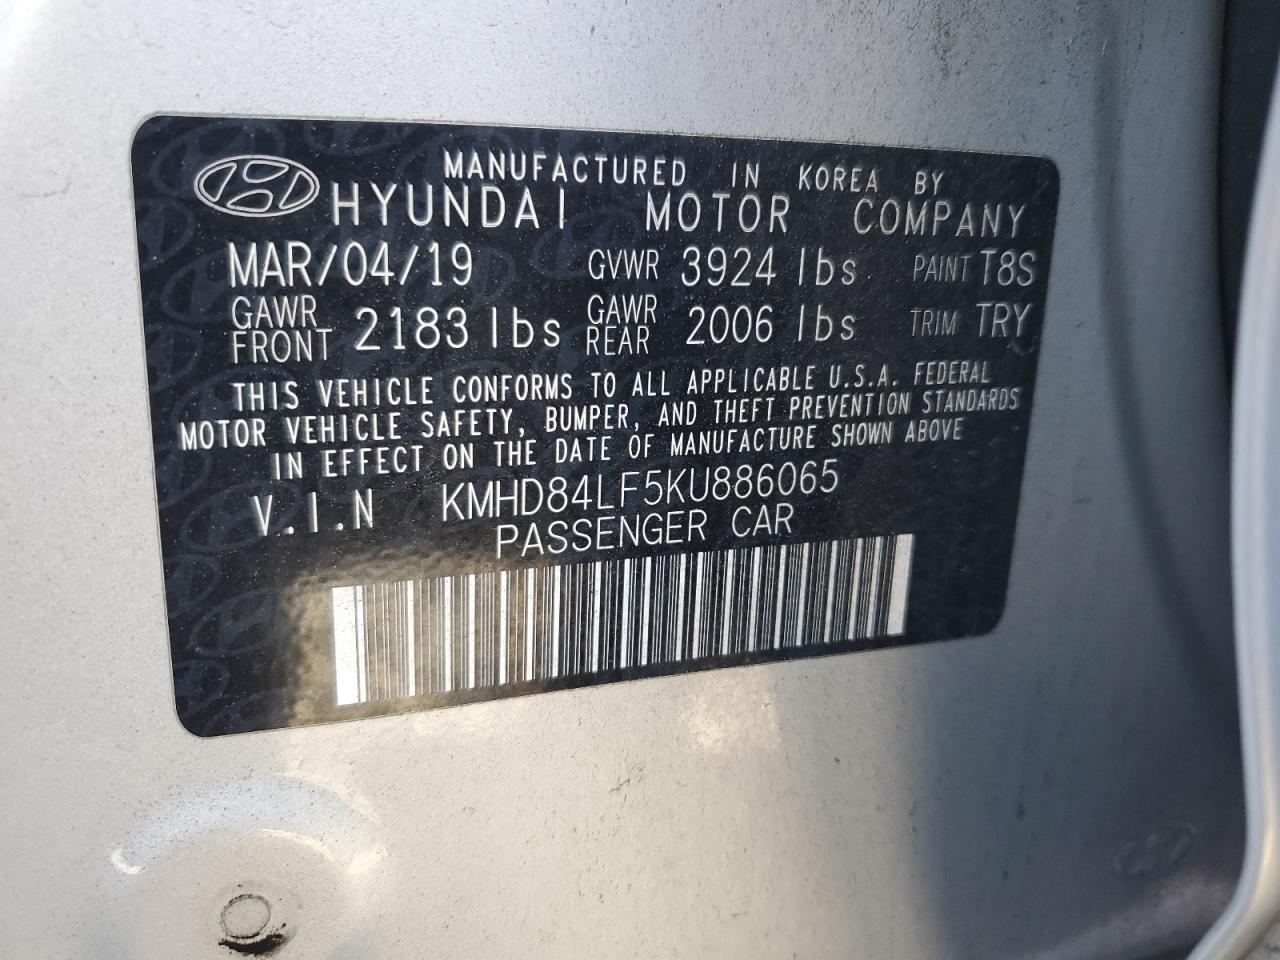 MANUFACTURED IN KOREA BY
HYUNDAI MOTOR COMPANY
MAR/04/19 GVWR 3924 lbs PAINT T8S
GAWR FRONT 2183 lbs GAWR REAR 2006 lbs TRIM TRY
THIS VEHICLE CONFORMS TO ALL APPLICABLE U.S.A. FEDERAL
MOTOR VEHICLE SAFETY, BUMPER, AND THEFT PREVENTION STANDARDS
IN EFFECT ON THE DATE OF MANUFACTURE SHOWN ABOVE
V.I.N KMHD84LF5KU886065
PASSENGER CAR